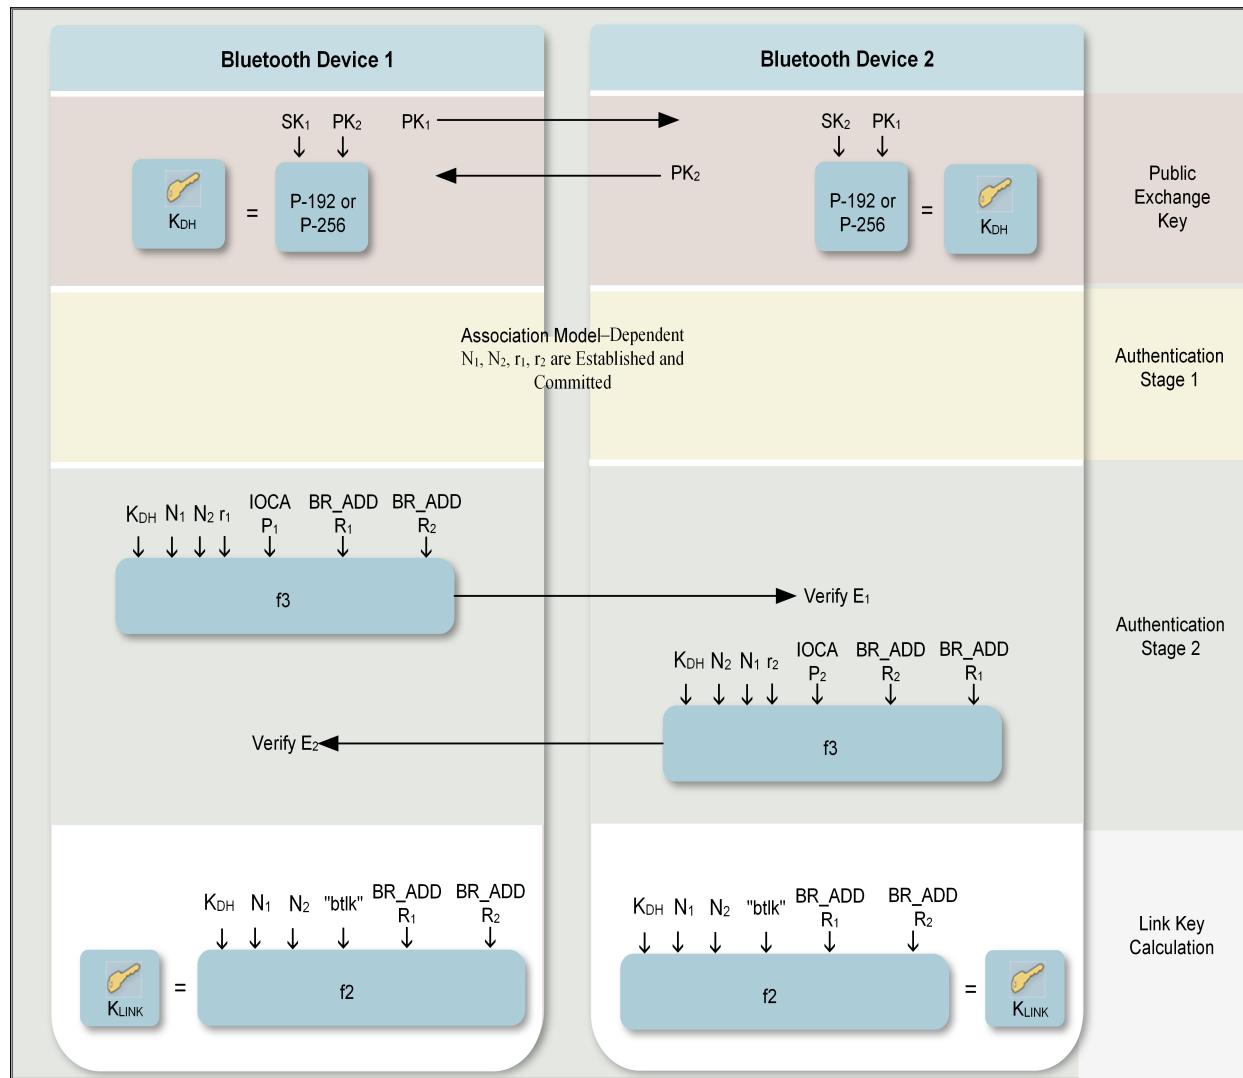 Bluetooth Device 1
Bluetooth Device 2
SK1 PK2 PK1
SK2 PK1
PK2
KDH
=
P-192 or
P-256
P-192 or
P-256
=
KDH
Public
Exchange
Key
Association Model–Dependent
N1, N2, r1, r2 are Established and
Committed
Authentication
Stage 1
KDH N1 N2 r1 IOCA P1 BR_ADD R1 BR_ADD R2
f3
Verify E1
Authentication
Stage 2
KDH N2 N1 r2 IOCA P2 BR_ADD R2 BR_ADD R1
f3
Verify E2
KDH N1 N2 "btlk" BR_ADD R1 BR_ADD R2
f2
KLINK
=
KDH N1 N2 "btlk" BR_ADD R1 BR_ADD R2
f2
=
KLINK
Link Key
Calculation